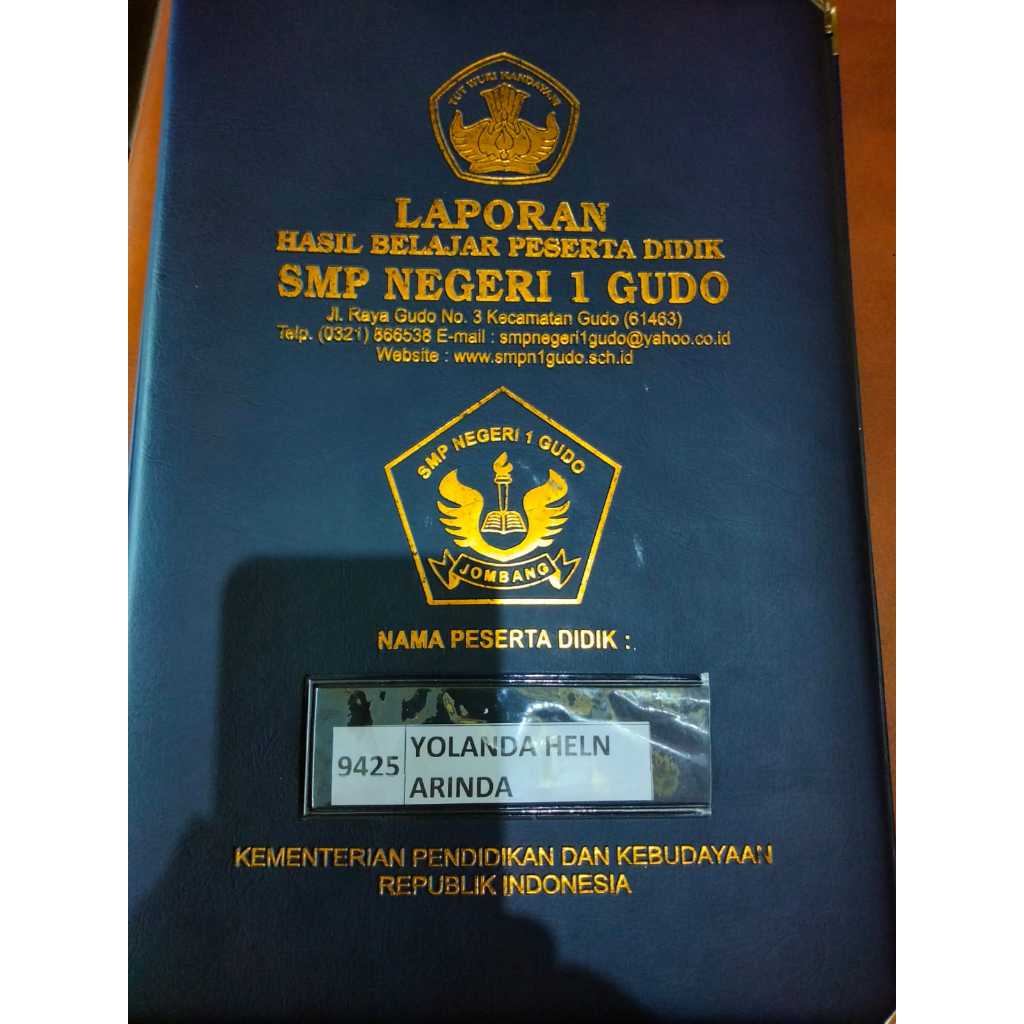 TUT WURI HANDAYANI
LAPORAN
HASIL BELAJAR PESERTA DIDIK
SMP NEGERI 1 GUDO
Jl. Raya Gudo No. 3 Kecamatan Gudo (61463)
Telp. (0321) 866538 E-mail : smpnegeri1gudo@yahoo.co.id
Website : www.smpn1gudo.sch.id
SMP NEGERI 1 GUDO
JOMBANG
NAMA PESERTA DIDIK :
9425 YOLANDA HELN
ARINDA
KEMENTERIAN PENDIDIKAN DAN KEBUDAYAAN
REPUBLIK INDONESIA